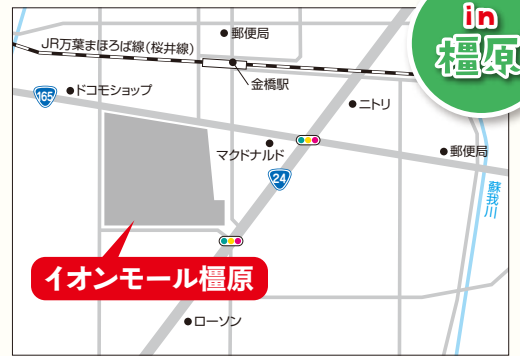 in
橿原
郵便局
JR万葉まほろば線（桜井線）
金橋駅
165
ドコモショップ
ニトリ
マクドナルド
郵便局
24
蘇我川
イオンモール橿原
ローソン